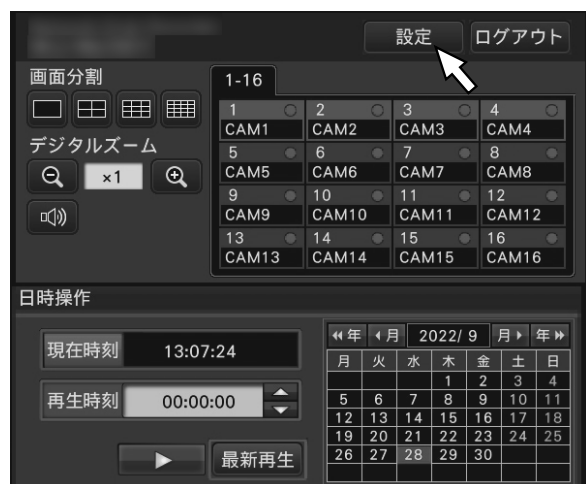 設定 ログアウト
画面分割
1-16
1 2 3 4
CAM1 CAM2 CAM3 CAM4
デジタルズーム
5 6 7 8
CAM5 CAM6 CAM7 CAM8
×1
9 10 11 12
CAM9 CAM10 CAM11 CAM12
13 14 15 16
CAM13 CAM14 CAM15 CAM16
日時操作
現在時刻 13:07:24
再生時刻 00:00:00
最新再生
年 月 2022/ 9 月 年
月 火 水 木 金 土 日
1 2 3 4
5 6 7 8 9 10 11
12 13 14 15 16 17 18
19 20 21 22 23 24 25
26 27 28 29 30